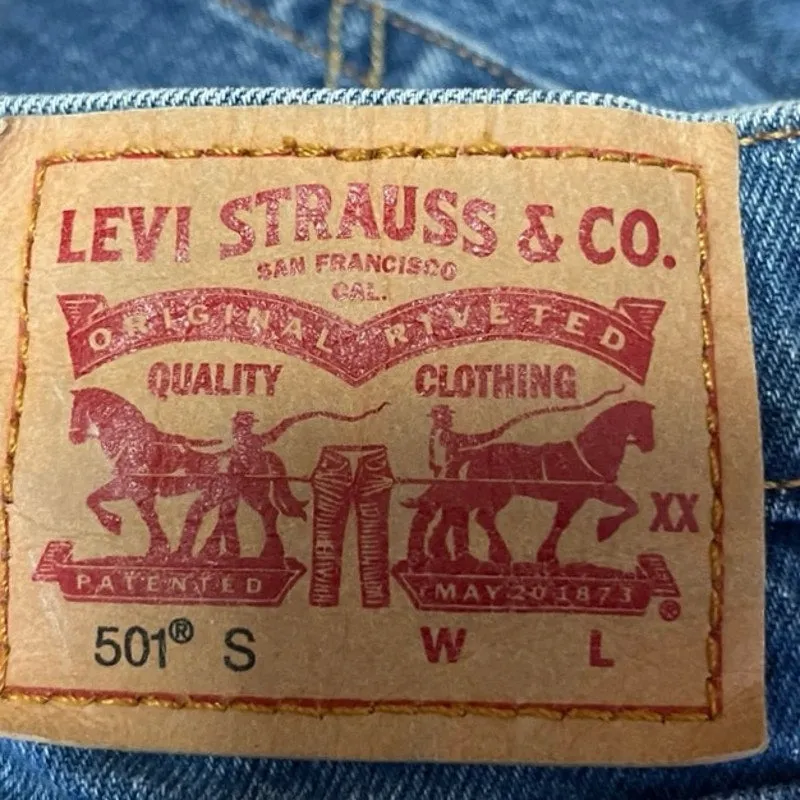 LEVI STRAUSS & CO.
SAN FRANCISCO
CAL.
ORIGINAL RIVETED
QUALITY CLOTHING
XX
PATENTED MAY 20 1873 ®
501® S W L